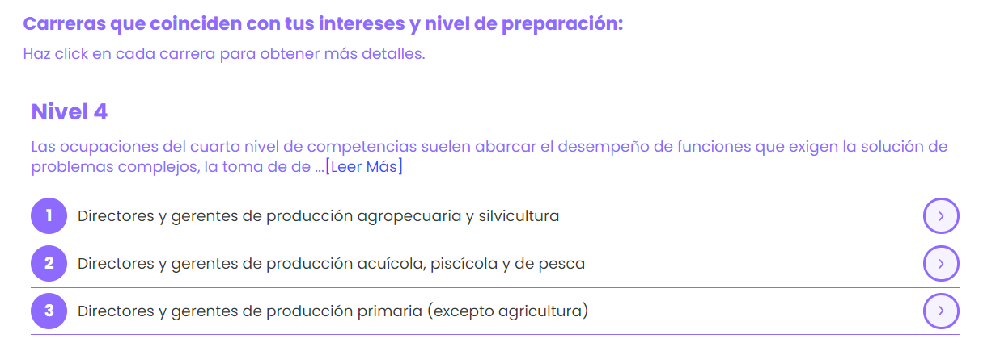 Carreras que coinciden con tus intereses y nivel de preparación:
Haz click en cada carrera para obtener más detalles.
Nivel 4
Las ocupaciones del cuarto nivel de competencias suelen abarcar el desempeño de funciones que exigen la solución de
problemas complejos, la toma de de ...[Leer Más]
1 Directores y gerentes de producción agropecuaria y silvicultura
2 Directores y gerentes de producción acuícola, piscícola y de pesca
3 Directores y gerentes de producción primaria (excepto agricultura)